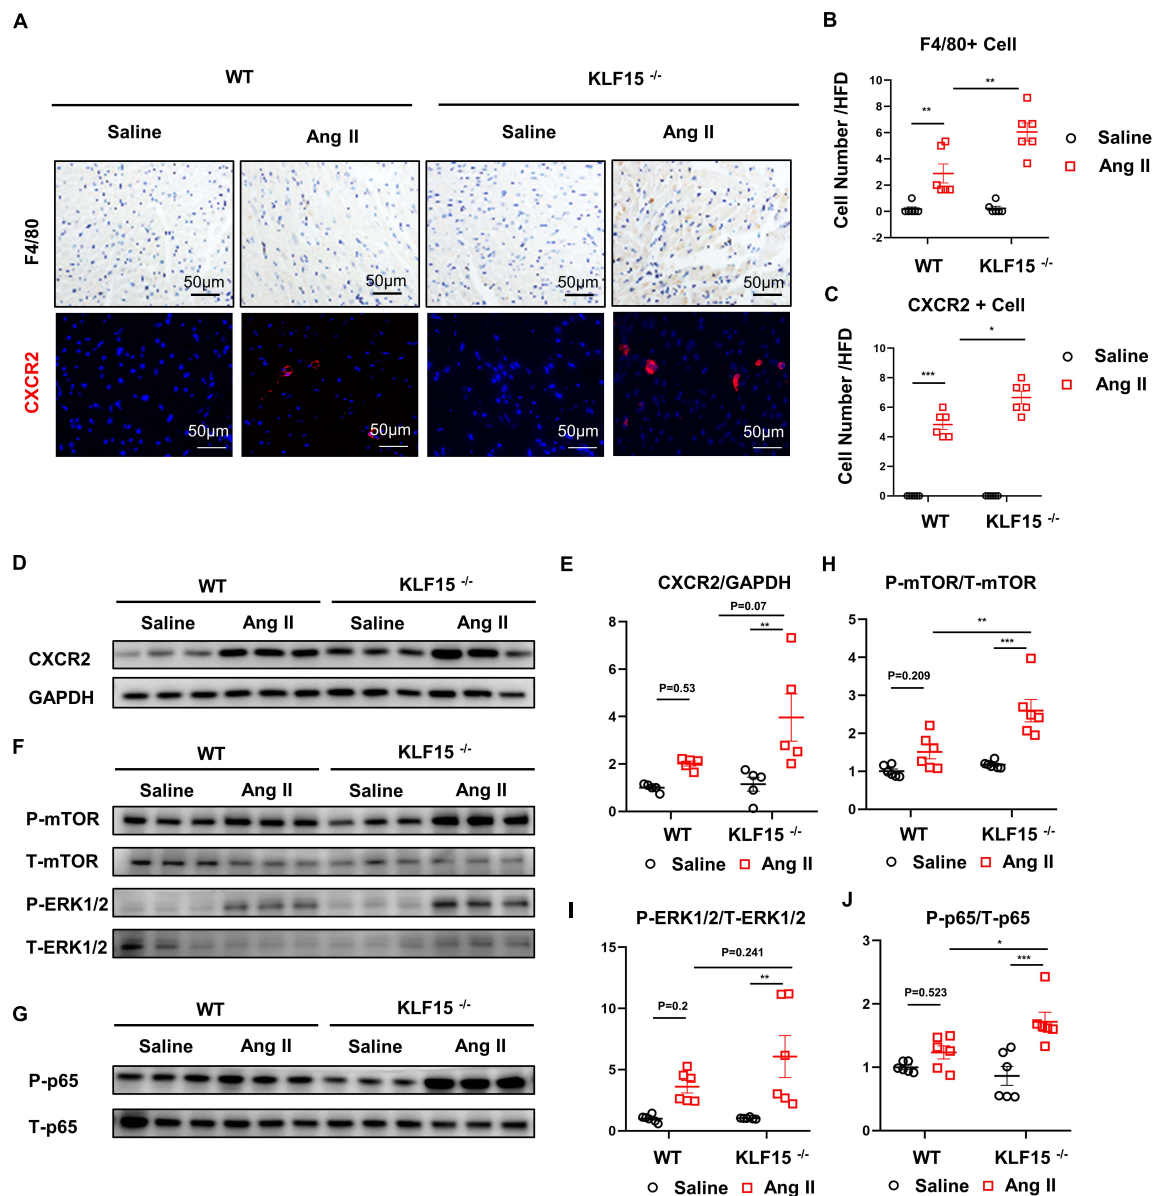 A
WT
KLF15 -/-
Saline
Ang II
Saline
Ang II
F4/80
50μm
50μm
50μm
50μm
CXCR2
50μm
50μm
50μm
50μm
B
F4/80+ Cell
Cell Number /HFD
10
8
6
4
2
0
-2
**
**
WT
KLF15 -/-
Saline
Ang II
C
CXCR2 + Cell
Cell Number /HFD
10
8
6
4
2
0
***
*
WT
KLF15 -/-
Saline
Ang II
D
WT
KLF15 -/-
Saline
Ang II
Saline
Ang II
CXCR2
GAPDH
E
CXCR2/GAPDH
8
6
4
2
0
P=0.07
**
P=0.53
WT
KLF15 -/-
Saline
Ang II
H
P-mTOR/T-mTOR
5
4
3
2
1
0
**
***
P=0.209
WT
KLF15 -/-
Saline
Ang II
F
WT
KLF15 -/-
Saline
Ang II
Saline
Ang II
P-mTOR
T-mTOR
P-ERK1/2
T-ERK1/2
G
WT
KLF15 -/-
Saline
Ang II
Saline
Ang II
P-p65
T-p65
I
P-ERK1/2/T-ERK1/2
15
10
5
0
P=0.241
**
P=0.2
WT
KLF15 -/-
Saline
Ang II
J
P-p65/T-p65
3
2
1
0
*
***
P=0.523
WT
KLF15 -/-
Saline
Ang II